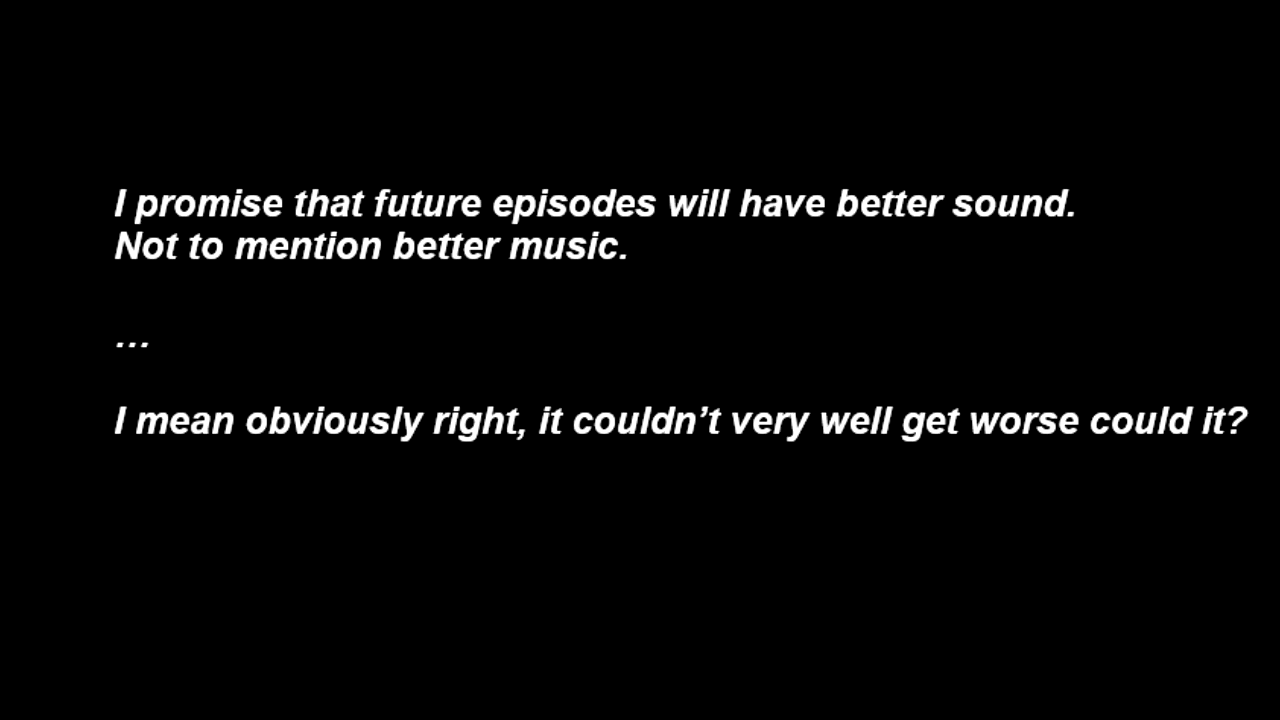 I promise that future episodes will have better sound.
Not to mention better music.
...
I mean obviously right, it couldn’t very well get worse could it?